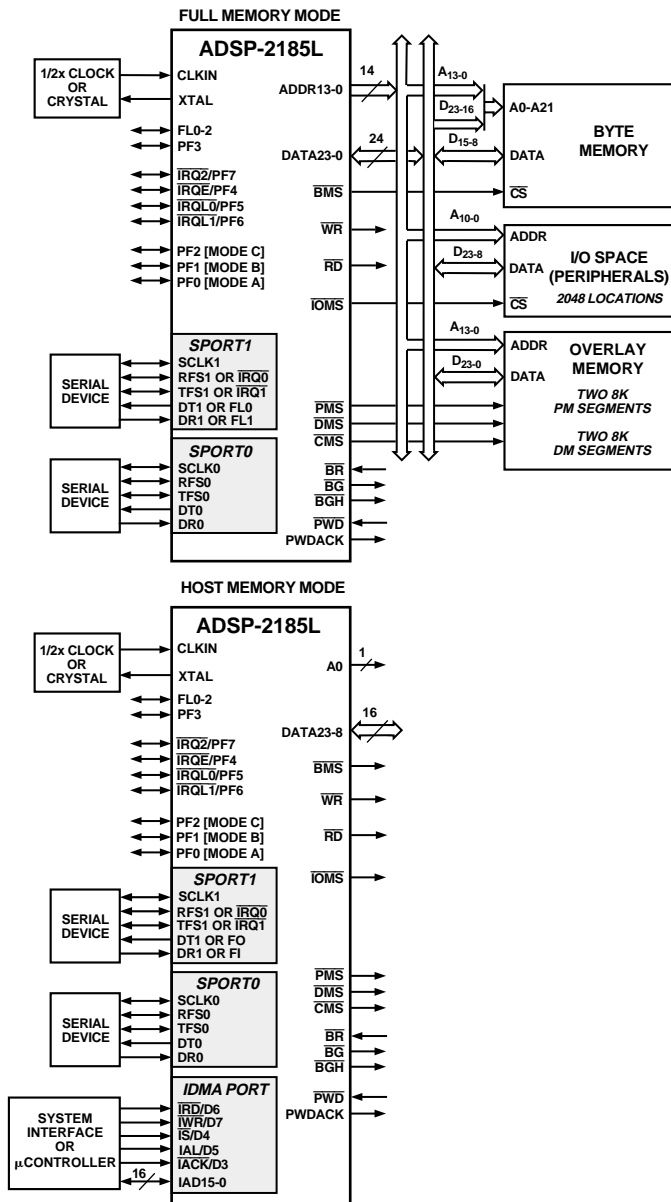 FULL MEMORY MODE
ADSP-2185L
1/2x CLOCK
OR
CRYSTAL
CLKIN
XTAL
FL0-2
PF3
IRQ2/PF7
IRQE/PF4
IRQL0/PF5
IRQL1/PF6
PF2 [MODE C]
PF1 [MODE B]
PF0 [MODE A]
SPORT1
SERIAL
DEVICE
SCLK1
RFS1 OR IRQ0
TFS1 OR IRQ1
DT1 OR FL0
DR1 OR FL1
SPORT0
SERIAL
DEVICE
SCLK0
RFS0
TFS0
DT0
DR0
ADDR13-0
14
DATA23-0
24
BMS
WR
RD
IOMS
PMS
DMS
CMS
BR
BG
BGH
PWD
PWDACK
A13-0
D23-16
D15-8
A0-A21
BYTE
MEMORY
DATA
CS
A10-0
D23-8
ADDR
I/O SPACE
(PERIPHERALS)
DATA
2048 LOCATIONS
CS
A13-0
D23-0
ADDR
OVERLAY
MEMORY
DATA
TWO 8K
PM SEGMENTS
TWO 8K
DM SEGMENTS
HOST MEMORY MODE
ADSP-2185L
1/2x CLOCK
OR
CRYSTAL
CLKIN
XTAL
FL0-2
PF3
IRQ2/PF7
IRQE/PF4
IRQL0/PF5
IRQL1/PF6
PF2 [MODE C]
PF1 [MODE B]
PF0 [MODE A]
SPORT1
SERIAL
DEVICE
SCLK1
RFS1 OR IRQ0
TFS1 OR IRQ1
DT1 OR FO
DR1 OR FI
SPORT0
SERIAL
DEVICE
SCLK0
RFS0
TFS0
DT0
DR0
IDMA PORT
SYSTEM
INTERFACE
OR
µCONTROLLER
IRD/D6
IWR/D7
IS/D4
IAL/D5
IACK/D3
16
IAD15-0
A0
1
DATA23-8
16
BMS
WR
RD
IOMS
PMS
DMS
CMS
BR
BG
BGH
PWD
PWDACK